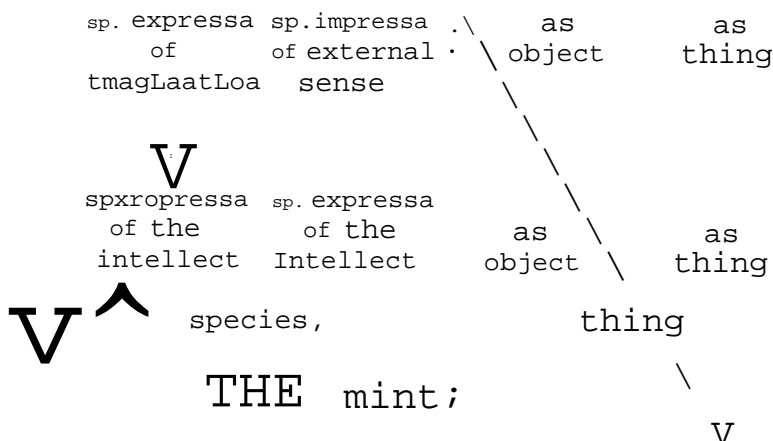 sp. expressa sp.impressa . \ as as
of of external · object thing
tmagLaatLoa sense
V
spxropressa sp. expressa
of the of the as as
intellect Intellect object thing
V ^ species, thing
THE mint; \
V